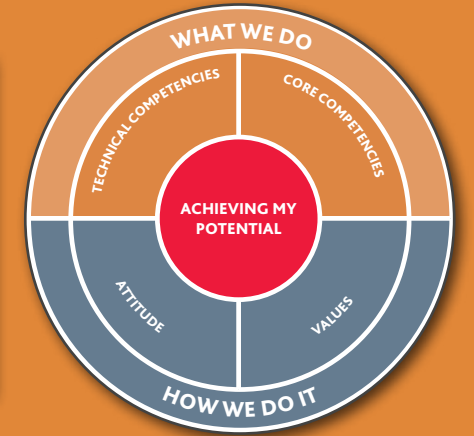 WHAT WE DO
TECHNICAL COMPETENCIES
CORE COMPETENCIES
ACHIEVING MY
POTENTIAL
ATTITUDE
VALUES
HOW WE DO IT